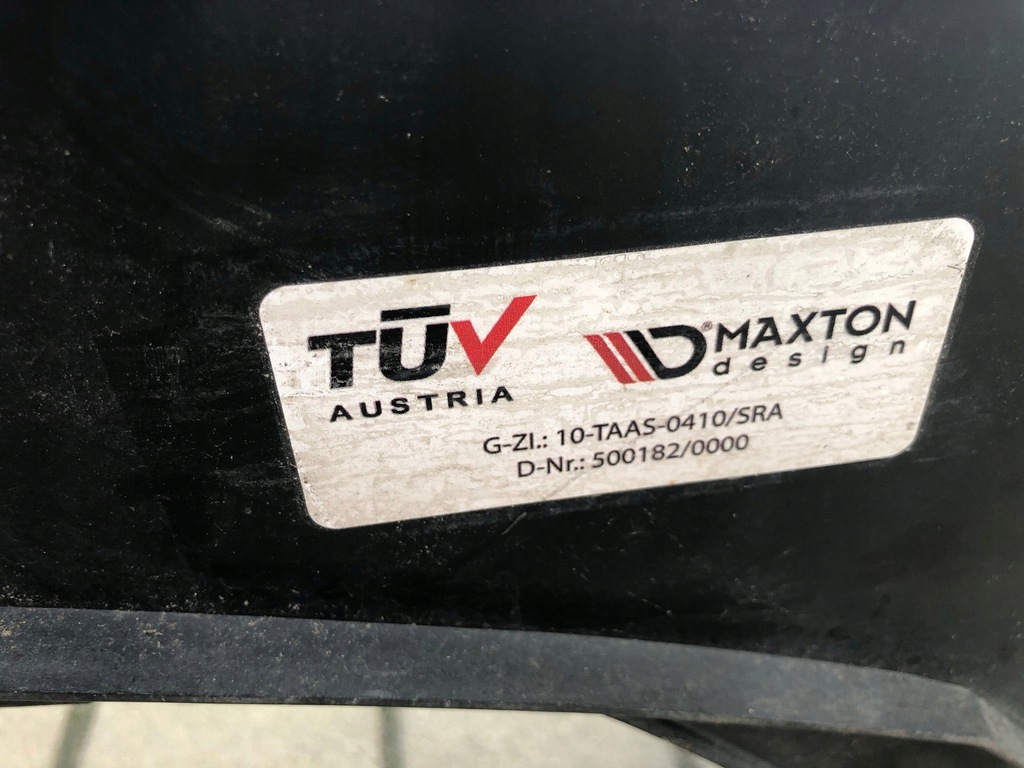 TÜV
AUSTRIA
MAXTON
design
G-Zl.: 10-TAAS-0410/SRA
D-Nr.: 500182/0000